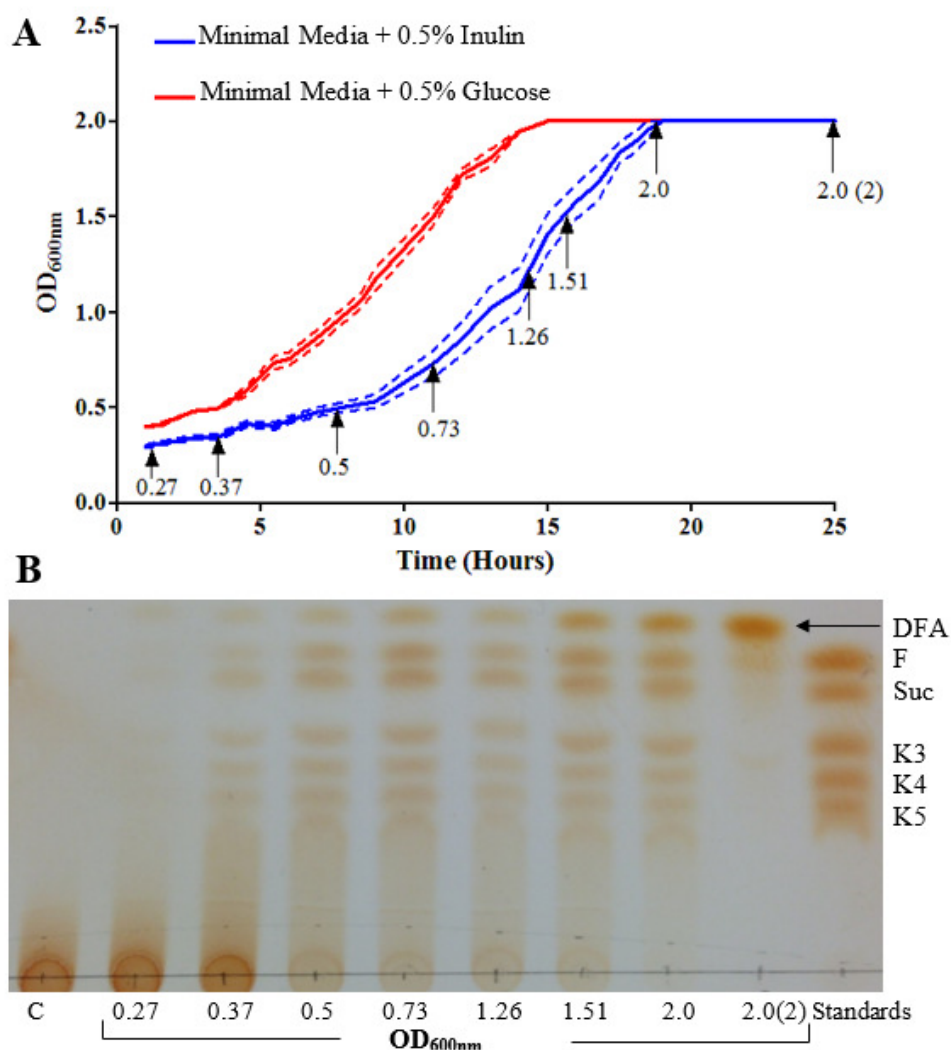 A
Minimal Media + 0.5% Inulin
Minimal Media + 0.5% Glucose
2.5
2.0
1.5
1.0
0.5
0.0
OD600nm
0.27
0.37
0.5
0.73
1.26
1.51
2.0
2.0 (2)
0
5
10
15
20
25
Time (Hours)
B
DFA
F
Suc
K3
K4
K5
C 0.27 0.37 0.5 0.73 1.26 1.51 2.0 2.0(2) Standards
OD600nm